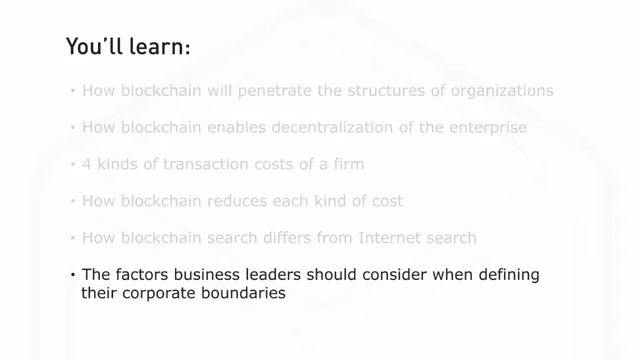 You'll learn:
• How blockchain will penetrate the structures of organizations
• How blockchain enables decentralization of the enterprise
• 4 kinds of transaction costs of a firm
• How blockchain reduces each kind of cost
• How blockchain search differs from Internet search
• The factors business leaders should consider when defining
their corporate boundaries